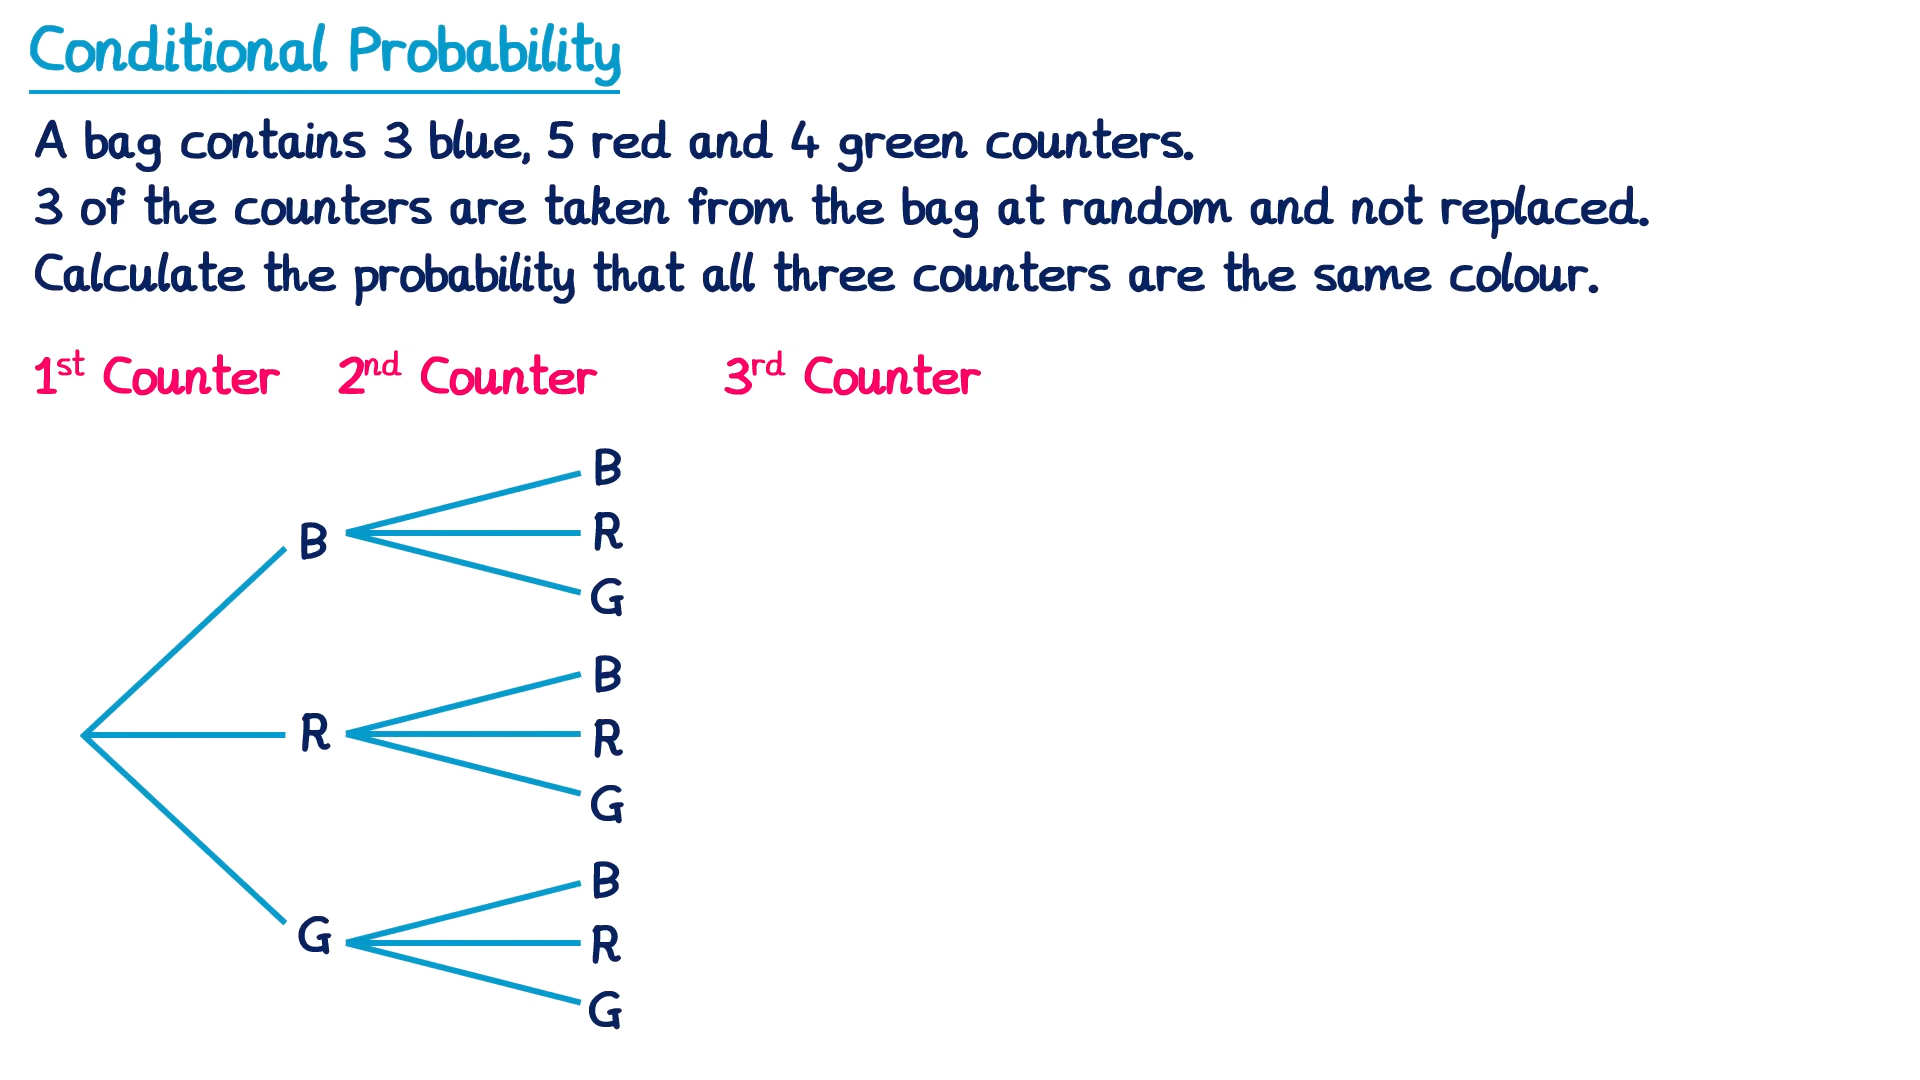 Conditional Probability
A bag contains 3 blue, 5 red and 4 green counters.
3 of the counters are taken from the bag at random and not replaced.
Calculate the probability that all three counters are the same colour.
1st Counter 2nd Counter 3rd Counter
B
R
G
B
R
G
B
R
G
B
R
G